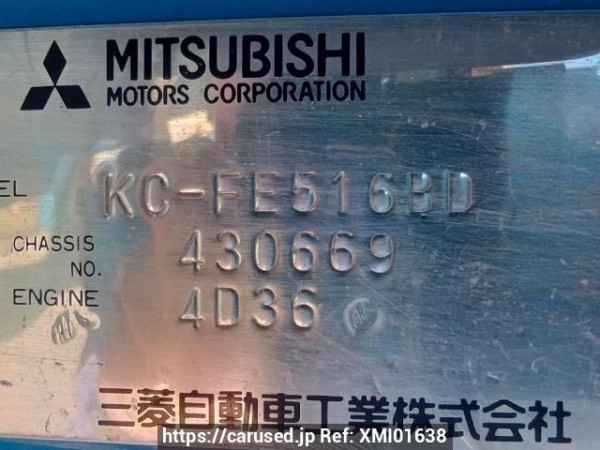 MITSUBISHI
MOTORS CORPORATION
EL KC-FE516BD
CHASSIS NO. 430669
ENGINE 4D36
三菱自動車工業株式会社
https://carused.jp Ref: XMI01638